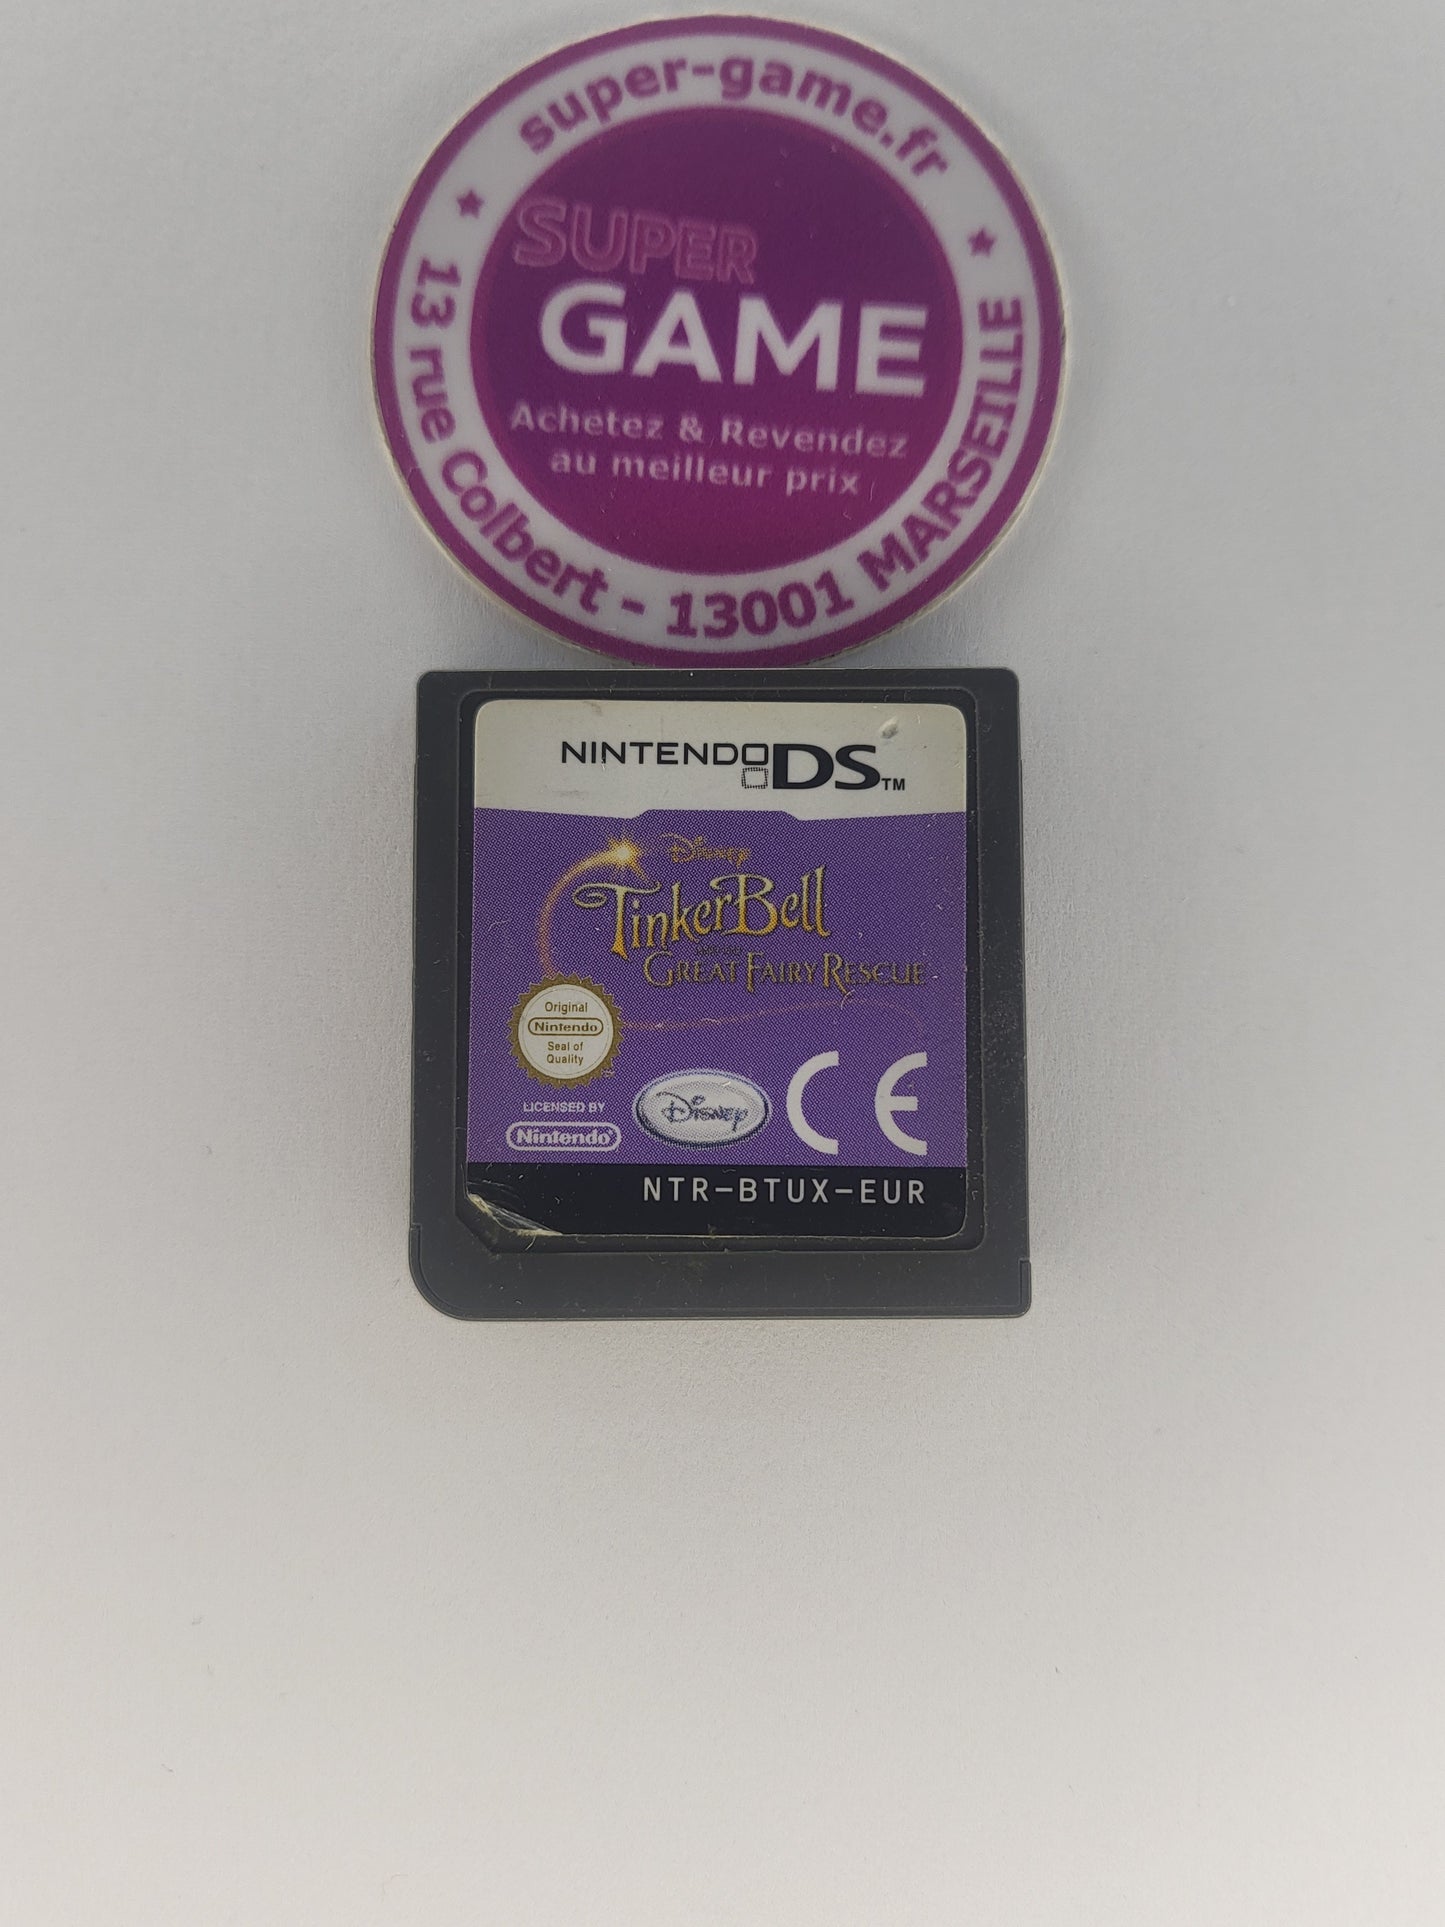 super-game.fr
SUPER
GAME
Achetez & Revendez
au meilleur prix
13 rue Colbert - 13001 MARSEILLE
NINTENDO DS TM
Disney
TinkerBell
GREAT FAIRY RESCUE
Original
Nintendo
Seal of
Quality
LICENSED BY
Nintendo
Disney
CE
NTR-BTUX-EUR